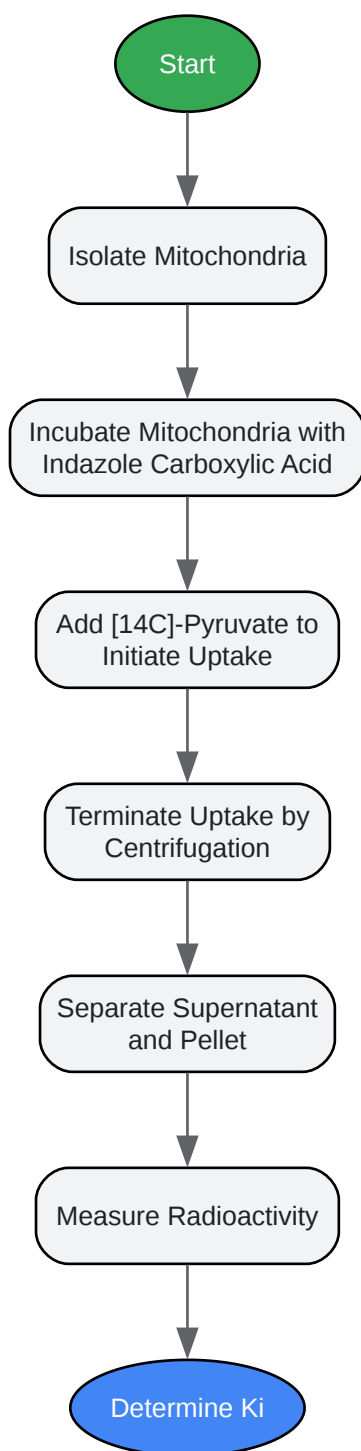 Start
Isolate Mitochondria
Incubate Mitochondria with
Indazole Carboxylic Acid
Add [14C]-Pyruvate to
Initiate Uptake
Terminate Uptake by
Centrifugation
Separate Supernatant
and Pellet
Measure Radioactivity
Determine Ki